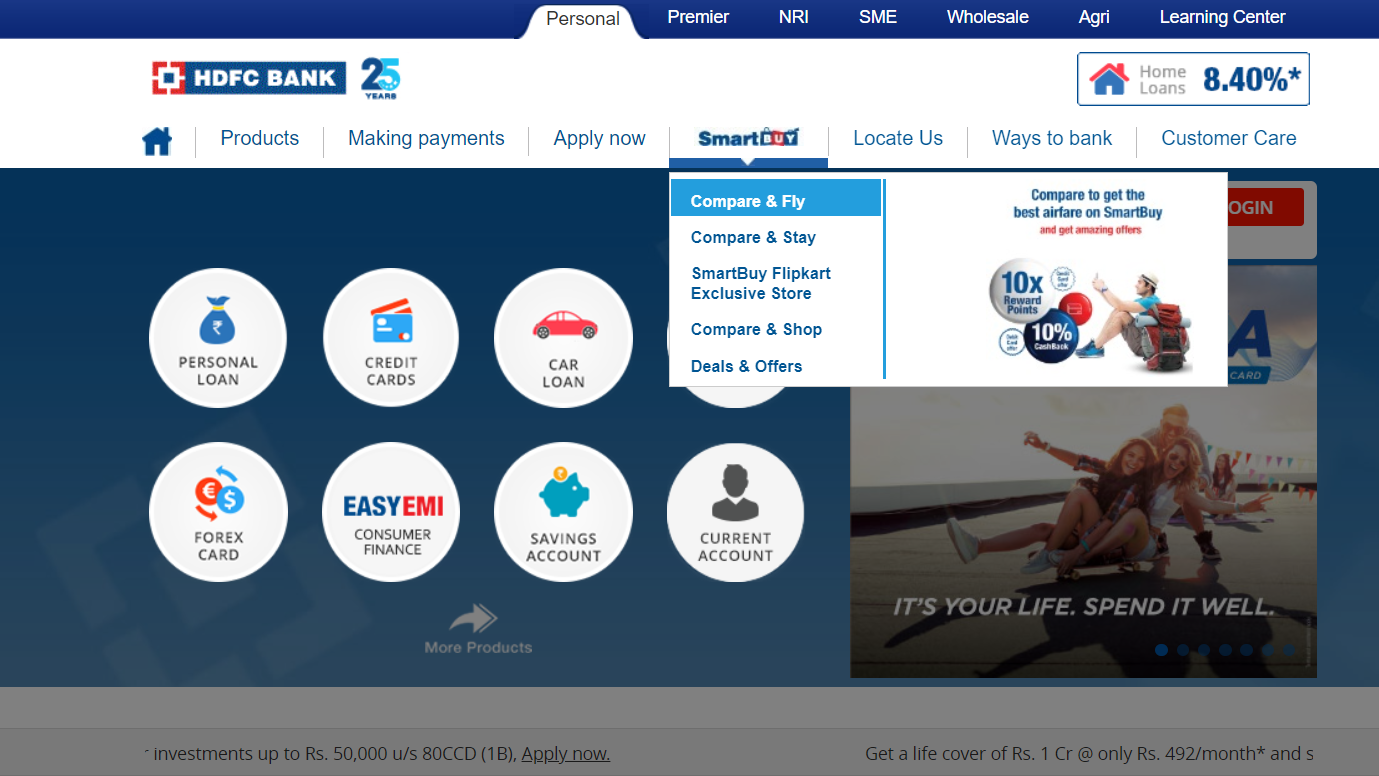 Personal
Premier
NRI
SME
Wholesale
Agri
Learning Center
HDFC BANK
25
YEARS
Home
Loans
8.40%*
Products
Making payments
Apply now
SmartBUY
Locate Us
Ways to bank
Customer Care
Compare & Fly
Compare & Stay
SmartBuy Flipkart
Exclusive Store
Compare & Shop
Deals & Offers
Compare to get the
best airfare on SmartBuy
and get amazing offers
10x
Reward
Points
10%
CashBack
OGIN
PERSONAL
LOAN
CREDIT
CARDS
CAR
LOAN
A
CARD
FOREX
CARD
EASYEMI
CONSUMER
FINANCE
SAVINGS
ACCOUNT
CURRENT
ACCOUNT
More Products
IT'S YOUR LIFE. SPEND IT WELL.
investments up to Rs. 50,000 u/s 80CCD (1B), Apply now.
Get a life cover of Rs. 1 Cr @ only Rs. 492/month* and s